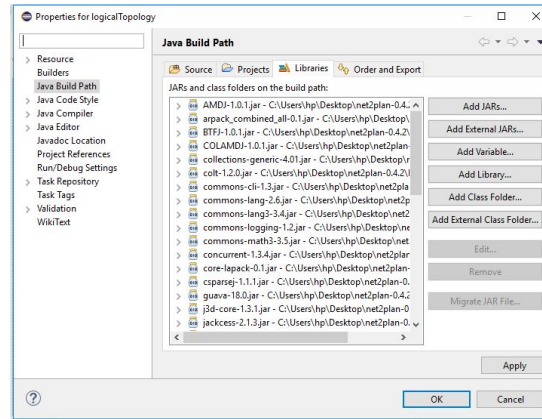 Properties for logicalTopology
Java Build Path
Resource
Builders
Java Build Path
Java Code Style
Java Compiler
Java Editor
Javadoc Location
Project References
Run/Debug Settings
Task Repository
Task Tags
Validation
WikiText
Source Projects Libraries Order and Export
JARs and class folders on the build path:
AMDJ-1.0.1.jar - C:\Users\hp\Desktop\net2plan-0.4.2
arpack_combined_all-0.1.jar - C:\Users\hp\Desktop\
BTFJ-1.0.1.jar - C:\Users\hp\Desktop\net2plan-0.4.2\
COLAMDJ-1.0.1.jar - C:\Users\hp\Desktop\net2plan-
collections-generic-4.01.jar - C:\Users\hp\Desktop\n
colt-1.2.0.jar - C:\Users\hp\Desktop\net2plan-0.4.2\l
commons-cli-1.3.jar - C:\Users\hp\Desktop\net2pla
commons-lang-2.6.jar - C:\Users\hp\Desktop\net2p
commons-lang3-3.4.jar - C:\Users\hp\Desktop\net2
commons-logging-1.2.jar - C:\Users\hp\Desktop\ne
commons-math3-3.5.jar - C:\Users\hp\Desktop\net.
concurrent-1.3.4.jar - C:\Users\hp\Desktop\net2plar
core-lapack-0.1.jar - C:\Users\hp\Desktop\net2plan-
csparsej-1.1.1.jar - C:\Users\hp\Desktop\net2plan-0.
guava-18.0.jar - C:\Users\hp\Desktop\net2plan-0.4.2
j3d-core-1.3.1.jar - C:\Users\hp\Desktop\net2plan-0
jackcess-2.1.3.jar - C:\Users\hp\Desktop\net2plan-0.
Add JARs...
Add External JARs...
Add Variable...
Add Library...
Add Class Folder...
Add External Class Folder...
Edit...
Remove
Migrate JAR File...
Apply
OK Cancel